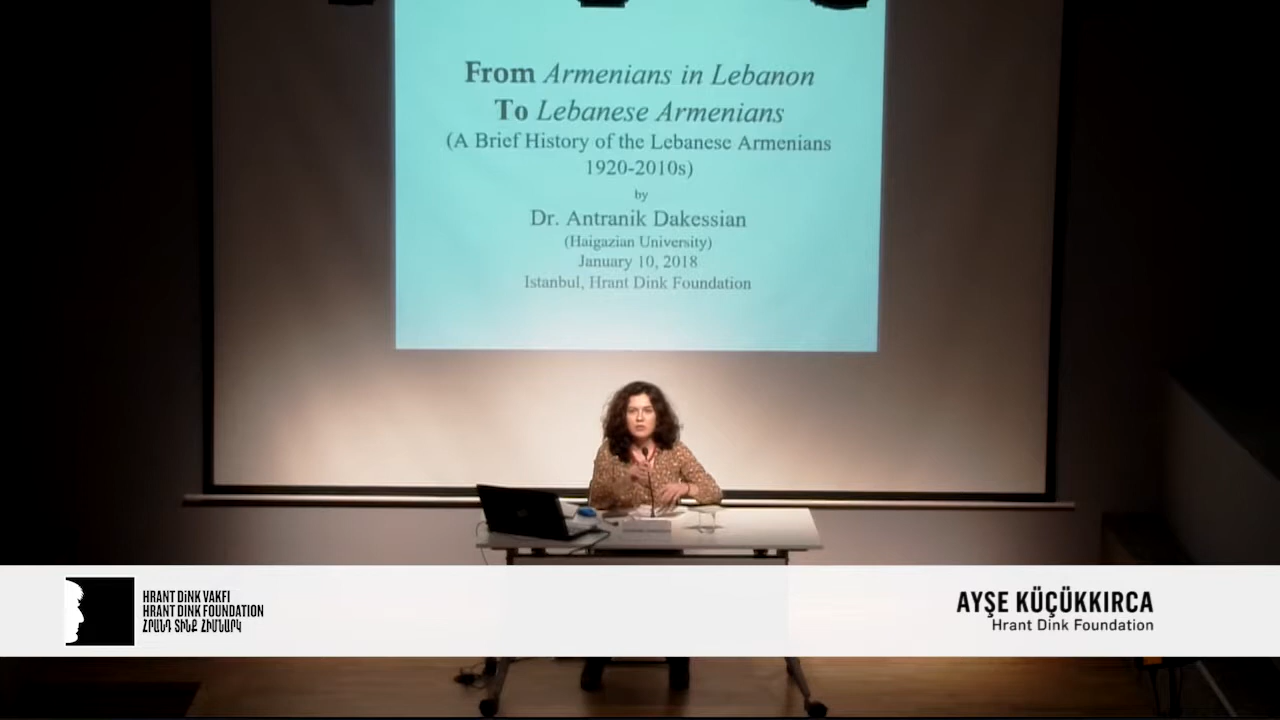 From Armenians in Lebanon
To Lebanese Armenians
(A Brief History of the Lebanese Armenians
1920-2010s)
by
Dr. Antranik Dakessian
(Haigazian University)
January 10, 2018
Istanbul, Hrant Dink Foundation
HRANT DİNK VAKFI
HRANT DINK FOUNDATION
ՀՐԱՆԴ ՏԻՆՔ ՀԻՄՆԱՐԿ
AYŞE KÜÇÜKKIRCA
Hrant Dink Foundation